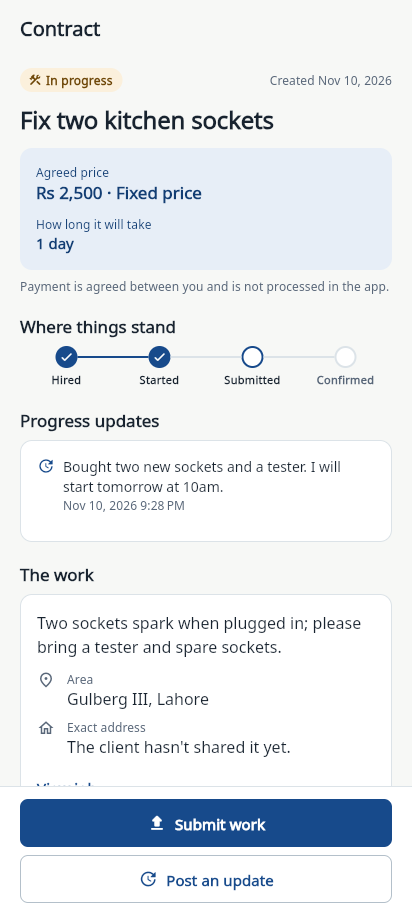 Contract
In progress
Created Nov 10, 2026
Fix two kitchen sockets
Agreed price
Rs 2,500 · Fixed price
How long it will take
1 day
Payment is agreed between you and is not processed in the app.
Where things stand
Hired
Started
Submitted
Confirmed
Progress updates
Bought two new sockets and a tester. I will
start tomorrow at 10am.
Nov 10, 2026 9:28 PM
The work
Two sockets spark when plugged in; please
bring a tester and spare sockets.
Area
Gulberg III, Lahore
Exact address
The client hasn't shared it yet.
Submit work
Post an update